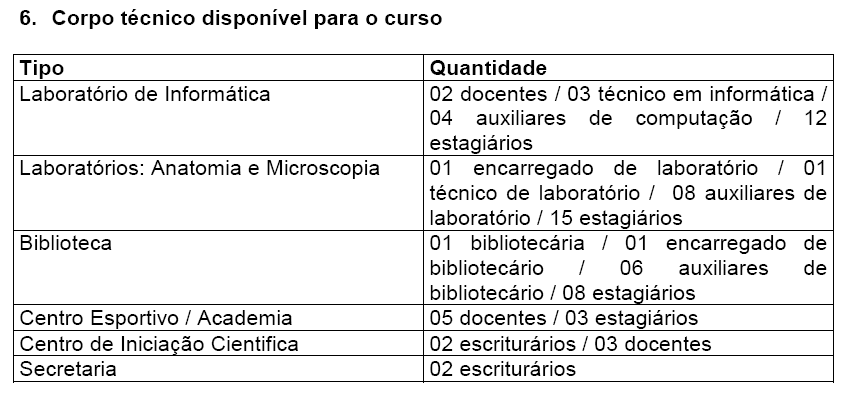 6. Corpo técnico disponível para o curso
Tipo
Quantidade
Laboratório de Informática
02 docentes / 03 técnico em informática /
04 auxiliares de computação / 12
estagiários
Laboratórios: Anatomia e Microscopia
01 encarregado de laboratório / 01
técnico de laboratório / 08 auxiliares de
laboratório / 15 estagiários
Biblioteca
01 bibliotecária / 01 encarregado de
bibliotecário / 06 auxiliares de
bibliotecário / 08 estagiários
Centro Esportivo / Academia
05 docentes / 03 estagiários
Centro de Iniciação Cientifica
02 escriturários / 03 docentes
Secretaria
02 escriturários